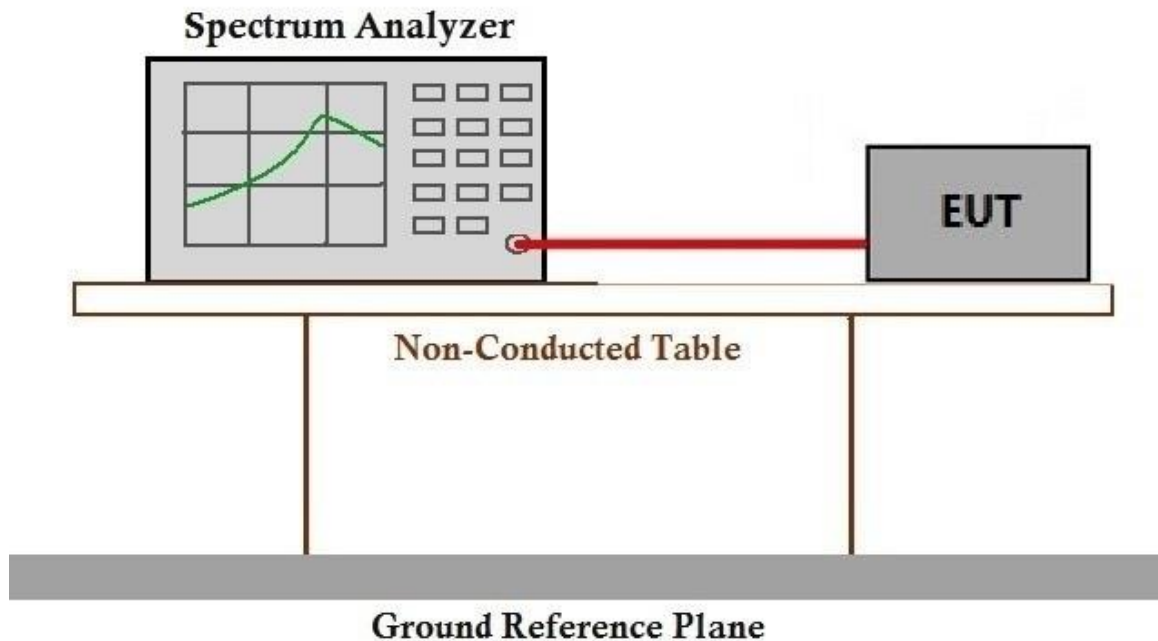 Spectrum Analyzer
EUT
Non-Conducted Table
Ground Reference Plane